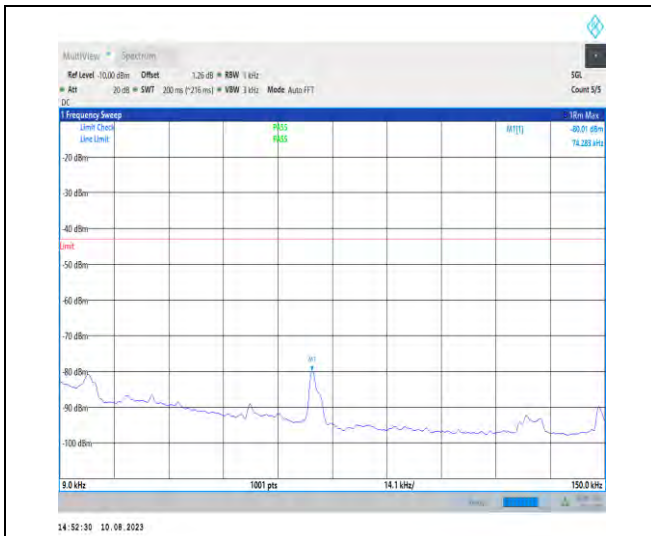 MultiView Spectrum
Ref Level -10.00 dBm Offset 1.26 dB RBW 1 kHz SGL
Att 20 dB SWT 200 ms (~216 ms) VBW 3 kHz Mode Auto FFT Count 5/5
DC
1 Frequency Sweep 1Rm Max
Limit Check PASS M1[1] -80.01 dBm
Line Limit PASS 74.283 kHz
-20 dBm
-30 dBm
-40 dBm
Limit
-50 dBm
-60 dBm
-70 dBm
M1
-80 dBm
-90 dBm
-100 dBm
9.0 kHz 1001 pts 14.1 kHz/ 150.0 kHz
14:52:30 10.08.2023